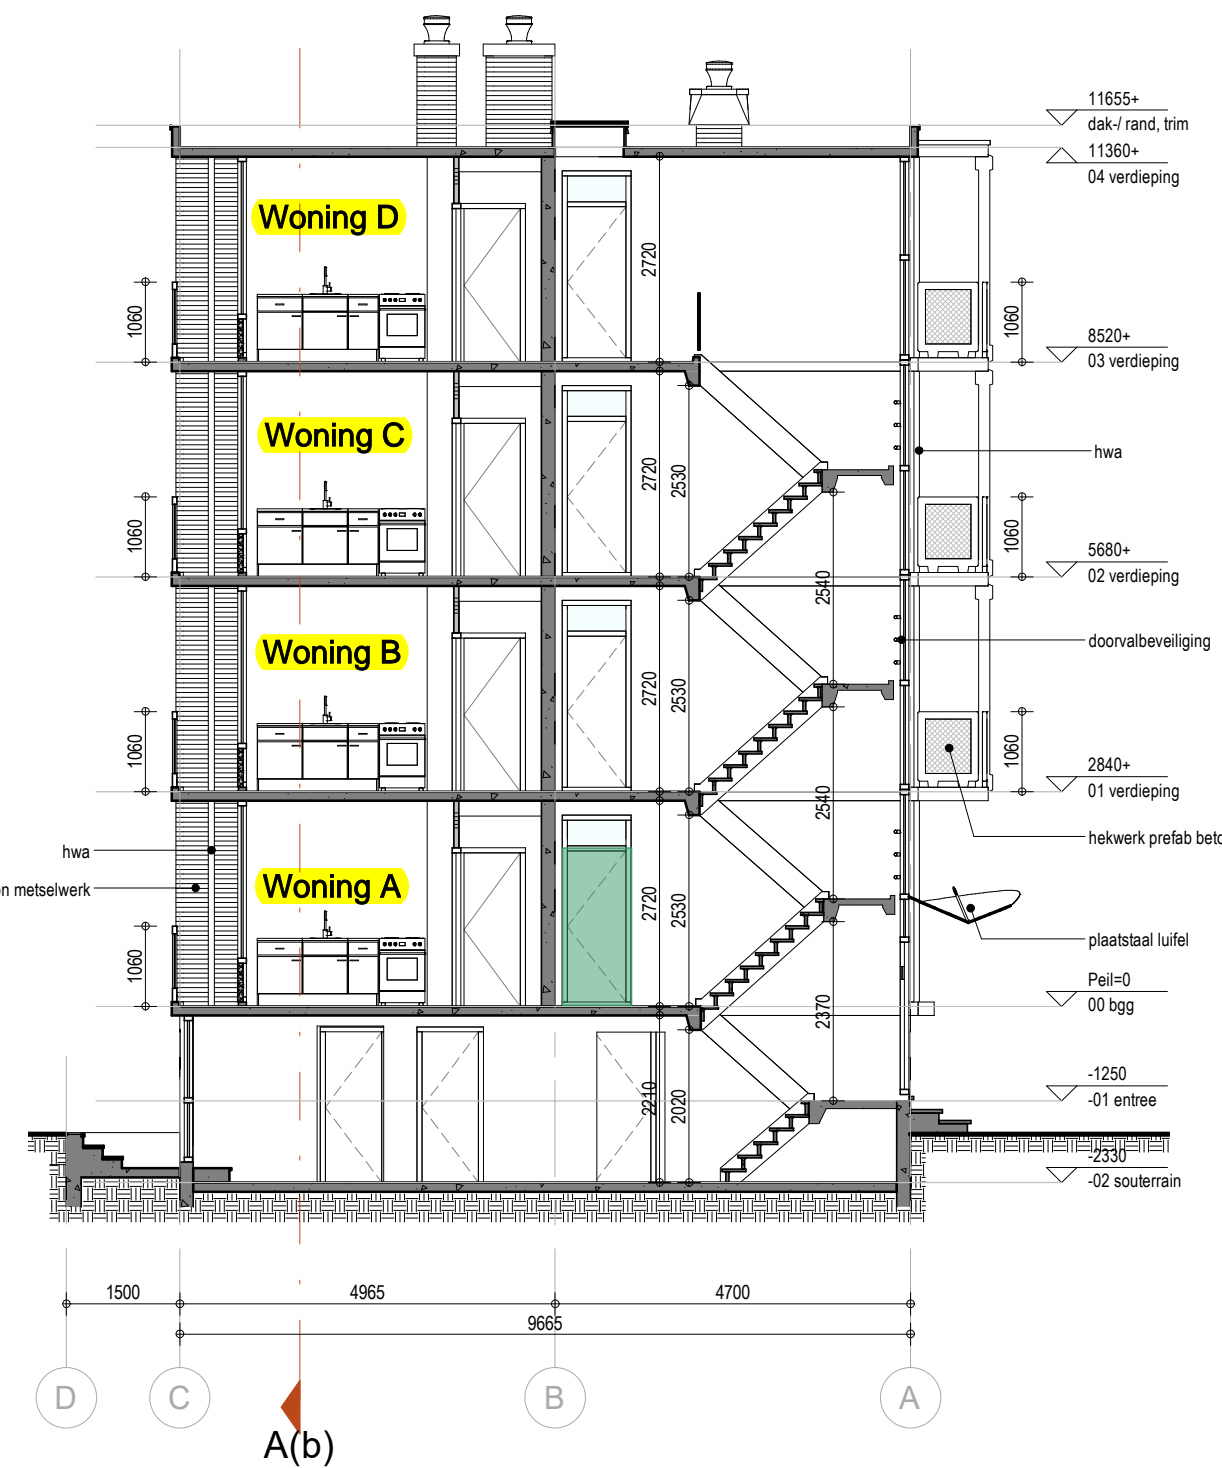 11655+
dak-/ rand, trim
11360+
04 verdieping
Woning D
2720
1060
1060
8520+
03 verdieping
Woning C
hwa
2720
2530
1060
1060
5680+
02 verdieping
2540
Woning B
doorvalbeveiliging
2720
2530
1060
1060
2840+
01 verdieping
2540
hekwerk prefab beto
hwa
Woning A
on metselwerk
2720
2530
plaatstaal luifel
1060
Peil=0
00 bgg
2370
-1250
-01 entree
2210
2020
-2330
-02 souterrain
1500
4965
4700
9665
D
C
B
A
A(b)